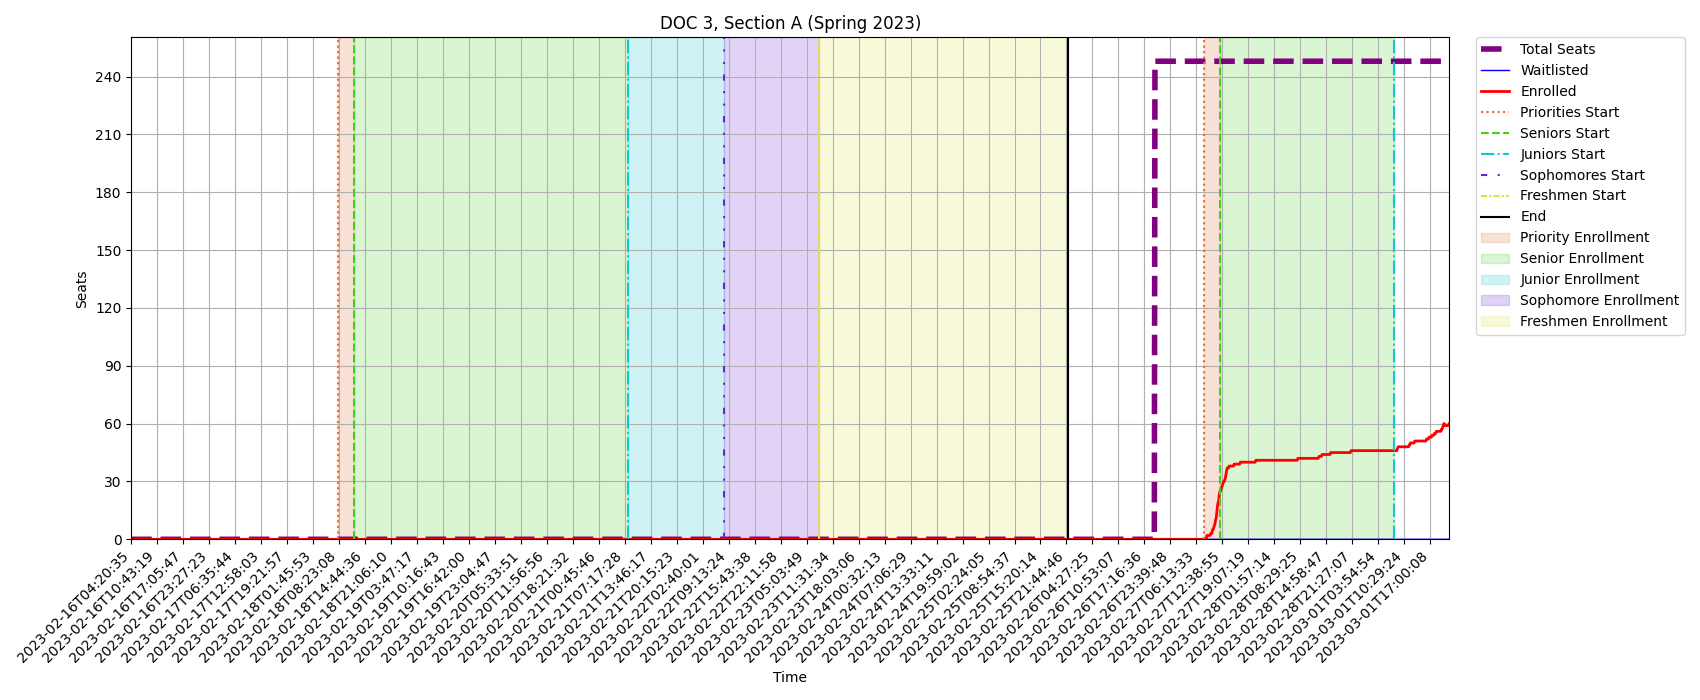 DOC 3, Section A (Spring 2023)
Seats
240
210
180
150
120
90
60
30
0
2023-02-16T04:20:35
2023-02-16T10:43:19
2023-02-16T17:05:47
2023-02-16T23:27:23
2023-02-17T06:35:44
2023-02-17T12:58:03
2023-02-17T19:21:57
2023-02-18T01:45:53
2023-02-18T08:23:08
2023-02-18T14:44:36
2023-02-18T21:06:10
2023-02-19T03:47:17
2023-02-19T10:16:43
2023-02-19T16:42:00
2023-02-19T23:04:47
2023-02-20T05:33:51
2023-02-20T11:56:56
2023-02-20T18:21:32
2023-02-21T00:45:46
2023-02-21T07:17:28
2023-02-21T13:46:17
2023-02-21T20:15:23
2023-02-22T02:40:01
2023-02-22T09:13:24
2023-02-22T15:43:38
2023-02-22T22:11:58
2023-02-23T05:03:49
2023-02-23T11:31:34
2023-02-23T18:03:06
2023-02-24T00:32:13
2023-02-24T07:06:29
2023-02-24T13:33:11
2023-02-24T19:59:02
2023-02-25T02:24:05
2023-02-25T08:54:37
2023-02-25T15:20:14
2023-02-25T21:44:46
2023-02-26T04:27:25
2023-02-26T10:53:07
2023-02-26T17:16:36
2023-02-26T23:39:48
2023-02-27T06:13:33
2023-02-27T12:38:55
2023-02-27T19:07:19
2023-02-28T01:57:14
2023-02-28T08:29:25
2023-02-28T14:58:47
2023-02-28T21:27:07
2023-03-01T03:54:54
2023-03-01T10:29:24
2023-03-01T17:00:08
Time
Total Seats
Waitlisted
Enrolled
Priorities Start
Seniors Start
Juniors Start
Sophomores Start
Freshmen Start
End
Priority Enrollment
Senior Enrollment
Junior Enrollment
Sophomore Enrollment
Freshmen Enrollment